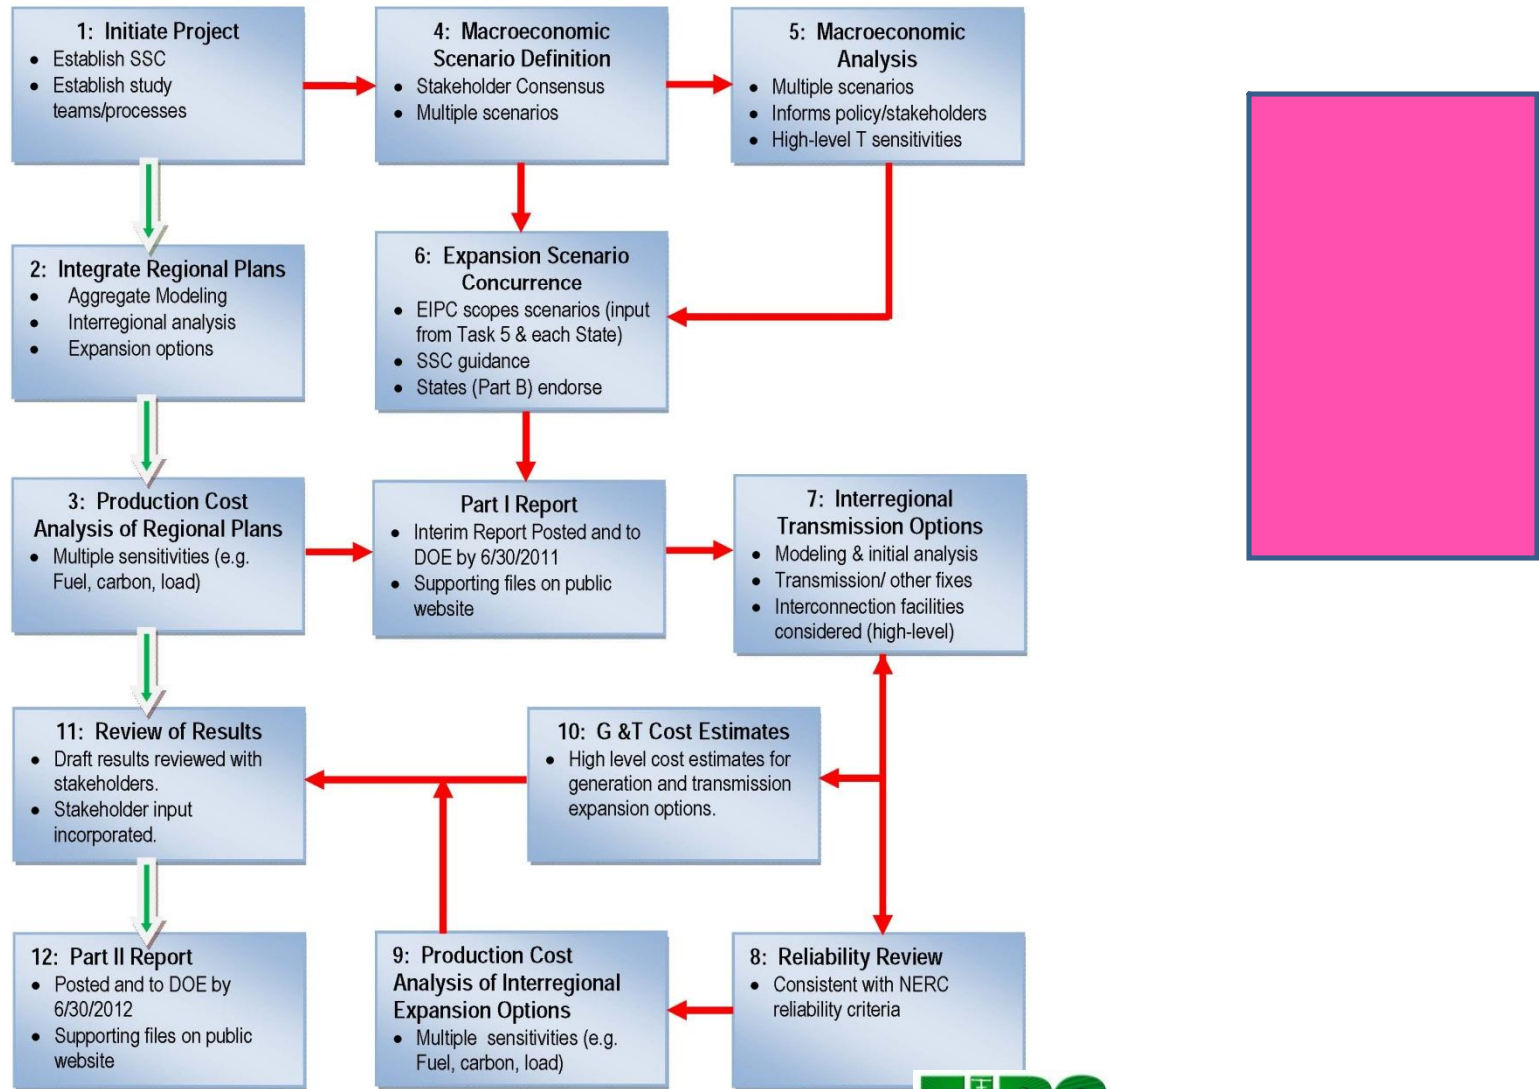 1: Initiate Project
• Establish SSC
• Establish study
teams/processes
4: Macroeconomic
Scenario Definition
• Stakeholder Consensus
• Multiple scenarios
5: Macroeconomic
Analysis
• Multiple scenarios
• Informs policy/stakeholders
• High-level T sensitivities
2: Integrate Regional Plans
• Aggregate Modeling
• Interregional analysis
• Expansion options
6: Expansion Scenario
Concurrence
• EIPC scopes scenarios (input
from Task 5 & each State)
• SSC guidance
• States (Part B) endorse
3: Production Cost
Analysis of Regional Plans
• Multiple sensitivities (e.g.
Fuel, carbon, load)
Part I Report
• Interim Report Posted and to
DOE by 6/30/2011
• Supporting files on public
website
7: Interregional
Transmission Options
• Modeling & initial analysis
• Transmission/ other fixes
• Interconnection facilities
considered (high-level)
11: Review of Results
• Draft results reviewed with
stakeholders.
• Stakeholder input
incorporated.
10: G &T Cost Estimates
• High level cost estimates for
generation and transmission
expansion options.
12: Part II Report
• Posted and to DOE by
6/30/2012
• Supporting files on public
website
9: Production Cost
Analysis of Interregional
Expansion Options
• Multiple sensitivities (e.g.
Fuel, carbon, load)
8: Reliability Review
• Consistent with NERC
reliability criteria